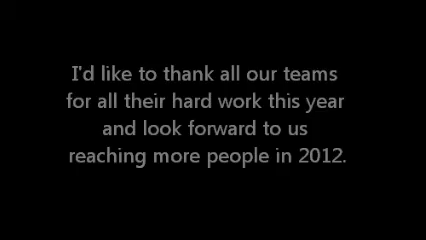 I'd like to thank all our teams
for all their hard work this year
and look forward to us
reaching more people in 2012.